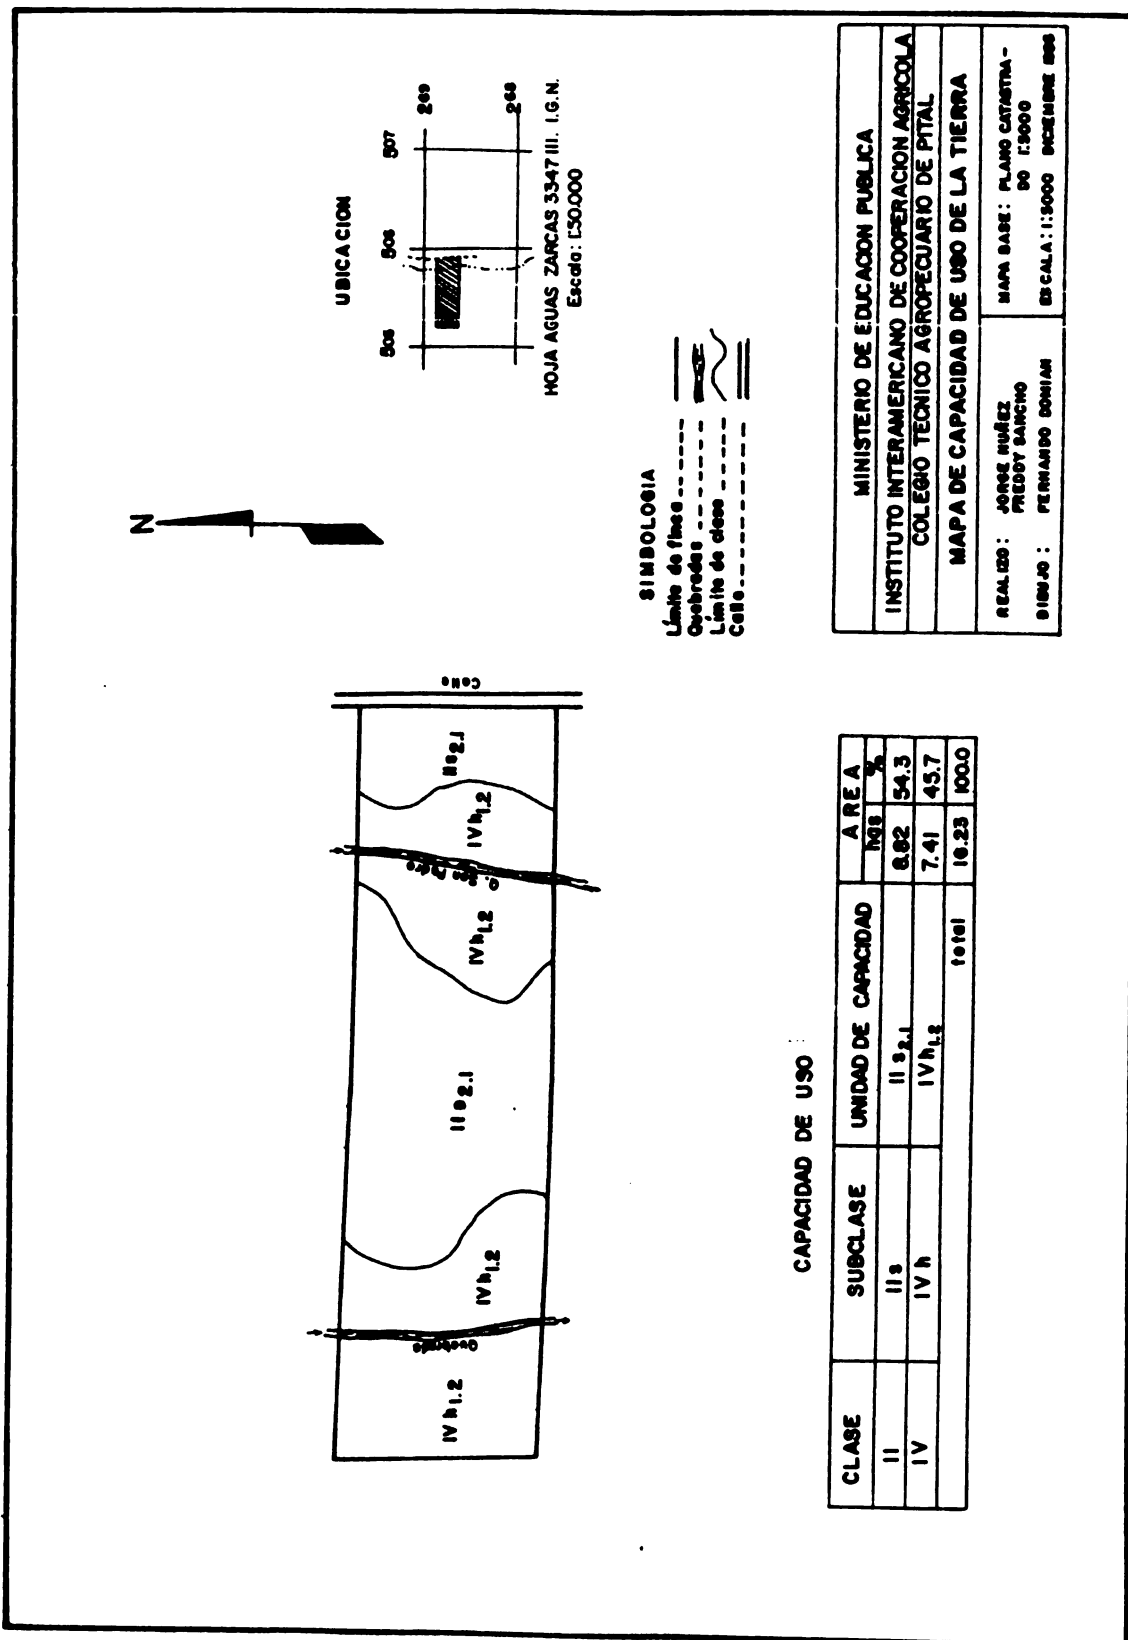 N
UBICACION
505 506 507
269
268
HOJA AGUAS ZARCAS 3347 III. I.G.N.
Escala: 1:50.000
Calle
IIs2.1
IVh1.2
IVh1.2
IIs2.1
IVh1.2
Quebrada
IVh1.2
SIMBOLOGIA
Límite de finca
Quebradas
Límite de clase
Calle
CAPACIDAD DE USO
CLASE SUBCLASE UNIDAD DE CAPACIDAD AREA
has %
II IIs IIs2.1 8.82 54.3
IV IVh IVh1.2 7.41 45.7
total 16.23 100.0
MINISTERIO DE EDUCACION PUBLICA
INSTITUTO INTERAMERICANO DE COOPERACION AGRICOLA
COLEGIO TECNICO AGROPECUARIO DE PITAL
MAPA DE CAPACIDAD DE USO DE LA TIERRA
REALIZO: JORGE NUÑEZ
FREDDY SANCHO
DIBUJO: FERNANDO
MAPA BASE: PLANO CATASTRA-
DO 1:5000
ESCALA: 1:5000 DICIEMBRE